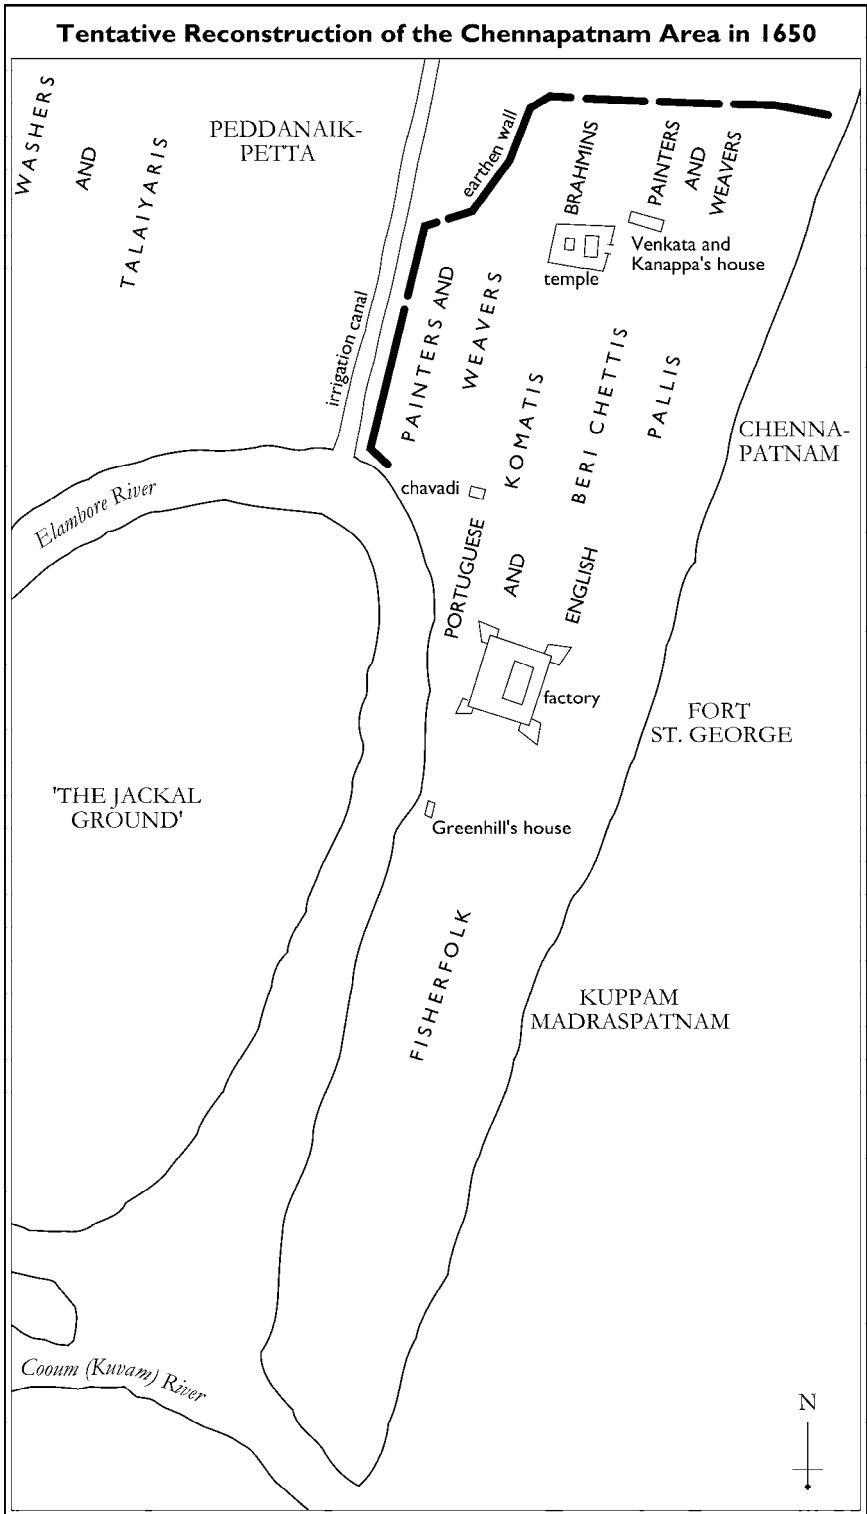 Tentative Reconstruction of the Chennapatnam Area in 1650
WASHERS
AND
TALAIYARIS
PEDDANAIK-
PETTA
earthen wall
BRAHMINS
PAINTERS
AND
WEAVERS
Venkata and
Kanappa's house
temple
irrigation canal
PAINTERS AND
WEAVERS
KOMATIS
BERI CHETTIS
PALLIS
CHENNA-
PATNAM
chavadi
Elambore River
PORTUGUESE
AND
ENGLISH
factory
FORT
ST. GEORGE
'THE JACKAL
GROUND'
Greenhill's house
FISHERFOLK
KUPPAM
MADRASPATNAM
Cooum (Kuvam) River
N